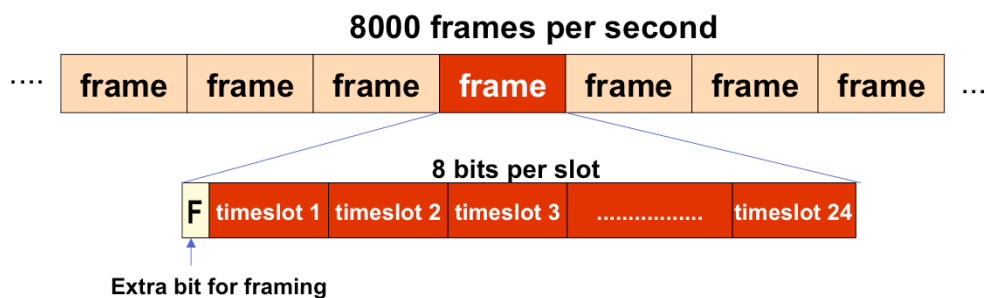 8000 frames per second
.... frame frame frame frame frame frame frame ...
8 bits per slot
F timeslot 1 timeslot 2 timeslot 3 ................. timeslot 24
Extra bit for framing